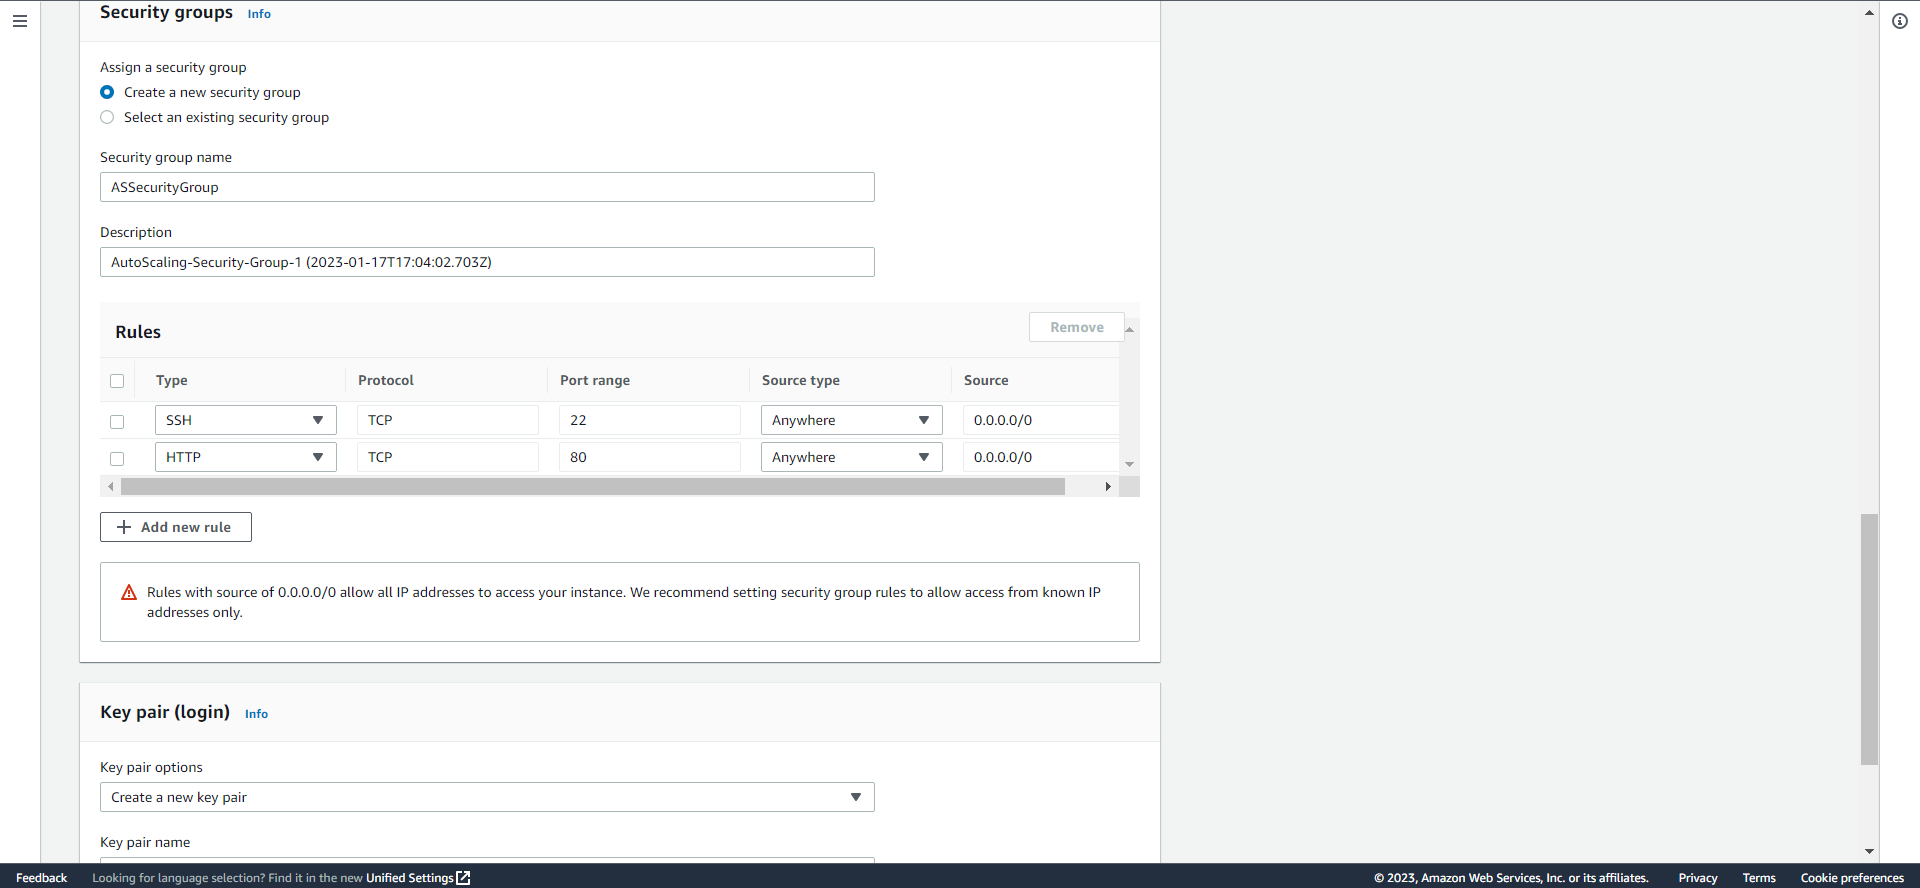 Security groups Info
Assign a security group
Create a new security group
Select an existing security group
Security group name
ASSecurityGroup
Description
AutoScaling-Security-Group-1 (2023-01-17T17:04:02.703Z)
Rules
Remove
Type Protocol Port range Source type Source
SSH TCP 22 Anywhere 0.0.0.0/0
HTTP TCP 80 Anywhere 0.0.0.0/0
Add new rule
Rules with source of 0.0.0.0/0 allow all IP addresses to access your instance. We recommend setting security group rules to allow access from known IP
addresses only.
Key pair (login) Info
Key pair options
Create a new key pair
Key pair name
Feedback Looking for language selection? Find it in the new Unified Settings © 2023, Amazon Web Services, Inc. or its affiliates. Privacy Terms Cookie preferences